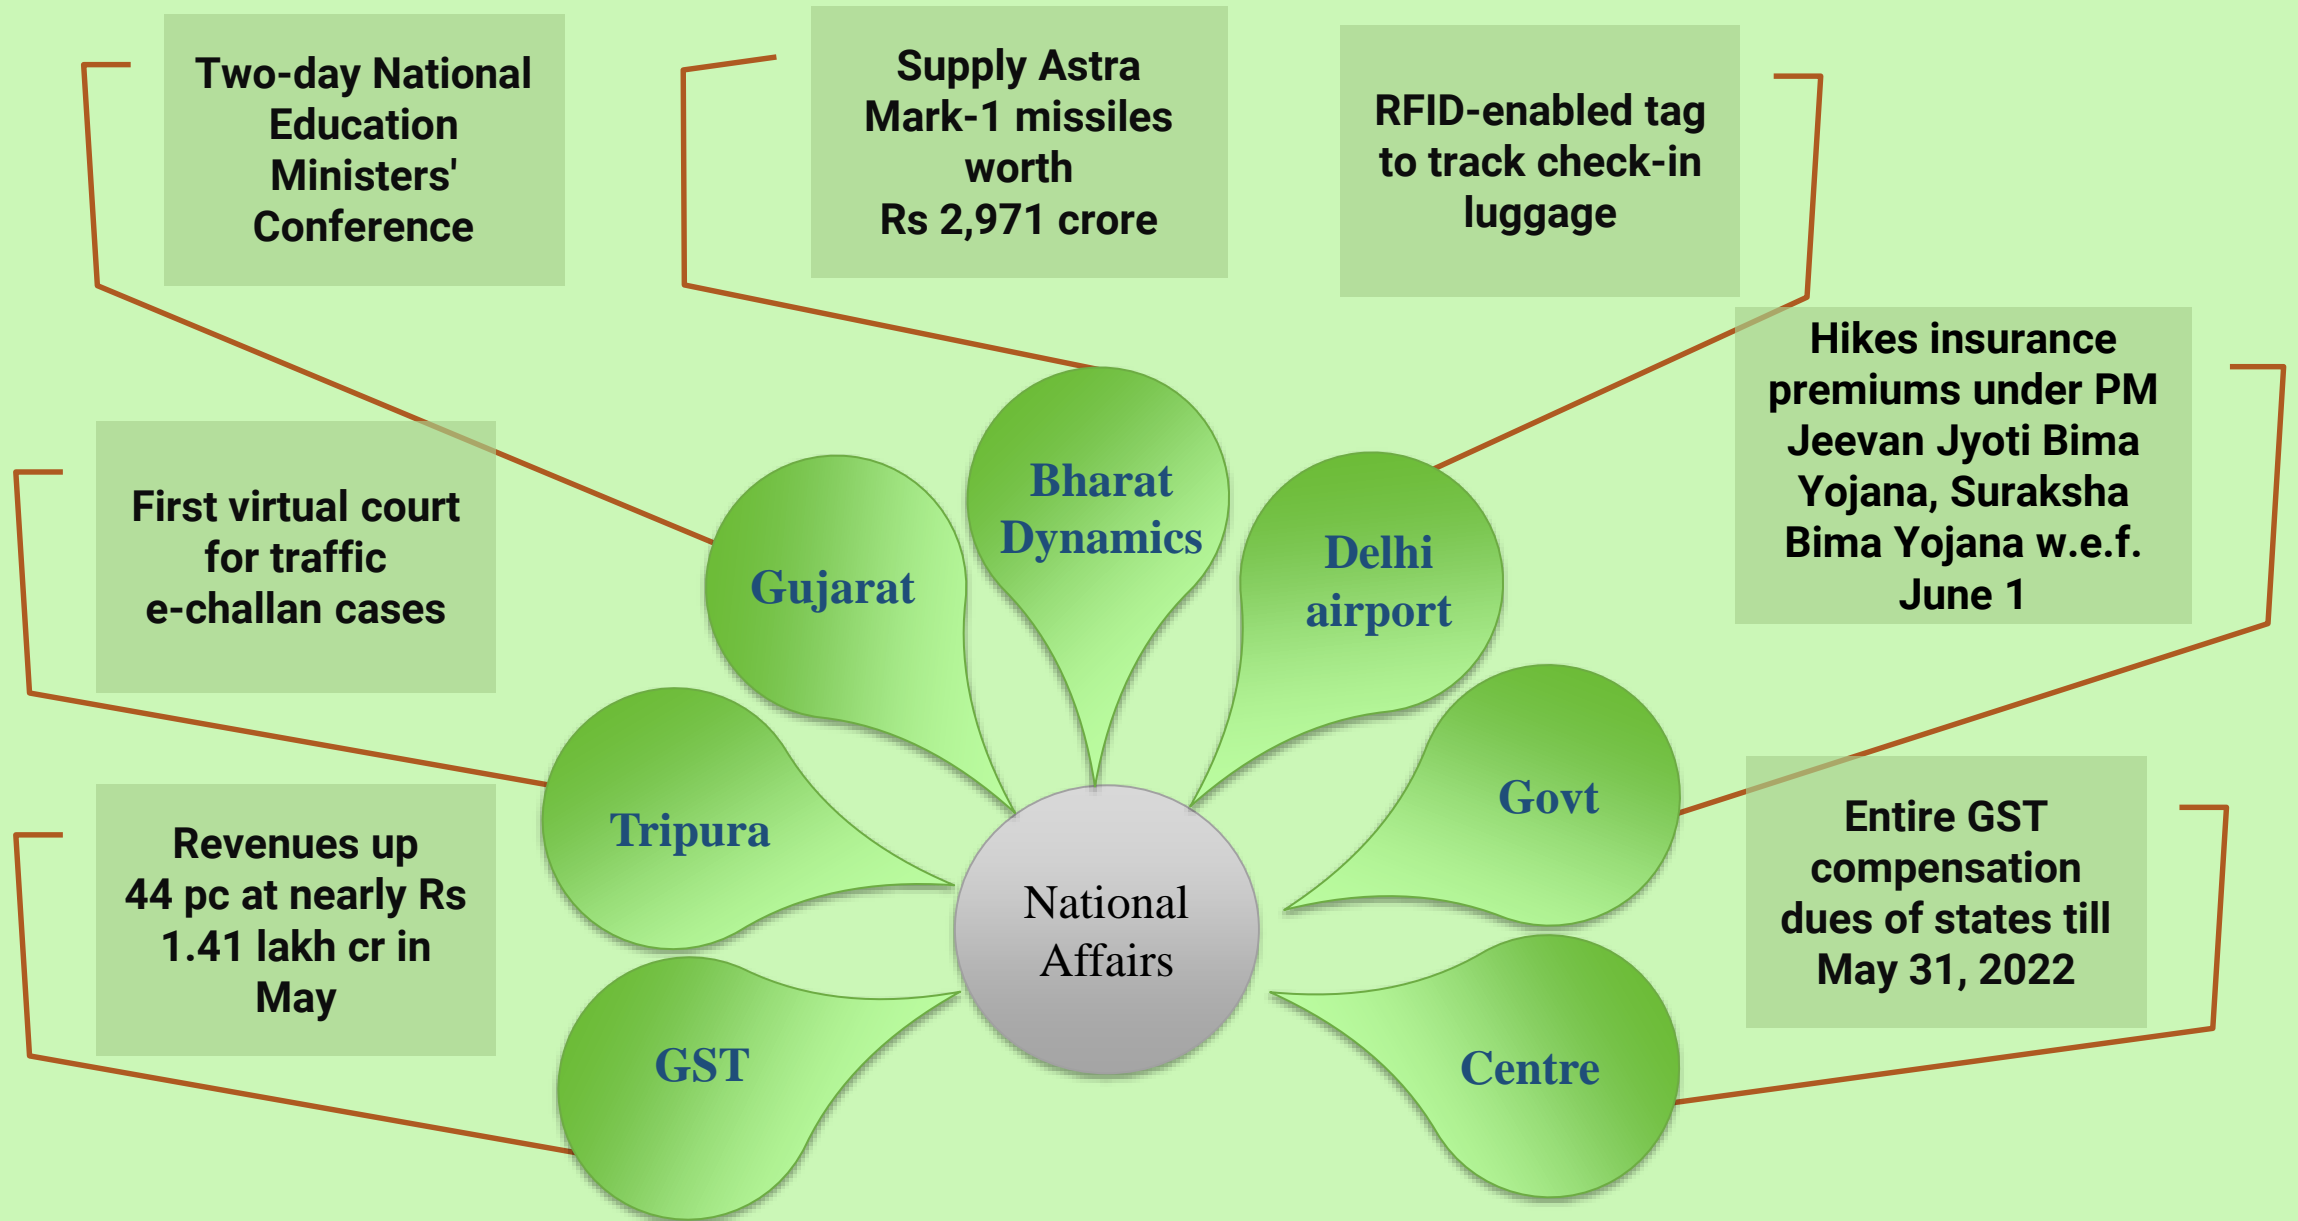 Two-day National
Education
Ministers'
Conference
Supply Astra
Mark-1 missiles
worth
Rs 2,971 crore
RFID-enabled tag
to track check-in
luggage
Hikes insurance
premiums under PM
Jeevan Jyoti Bima
Yojana, Suraksha
Bima Yojana w.e.f.
June 1
First virtual court
for traffic
e-challan cases
Bharat
Dynamics
Gujarat
Delhi
airport
Tripura
Govt
Revenues up
44 pc at nearly Rs
1.41 lakh cr in
May
National
Affairs
Entire GST
compensation
dues of states till
May 31, 2022
GST
Centre